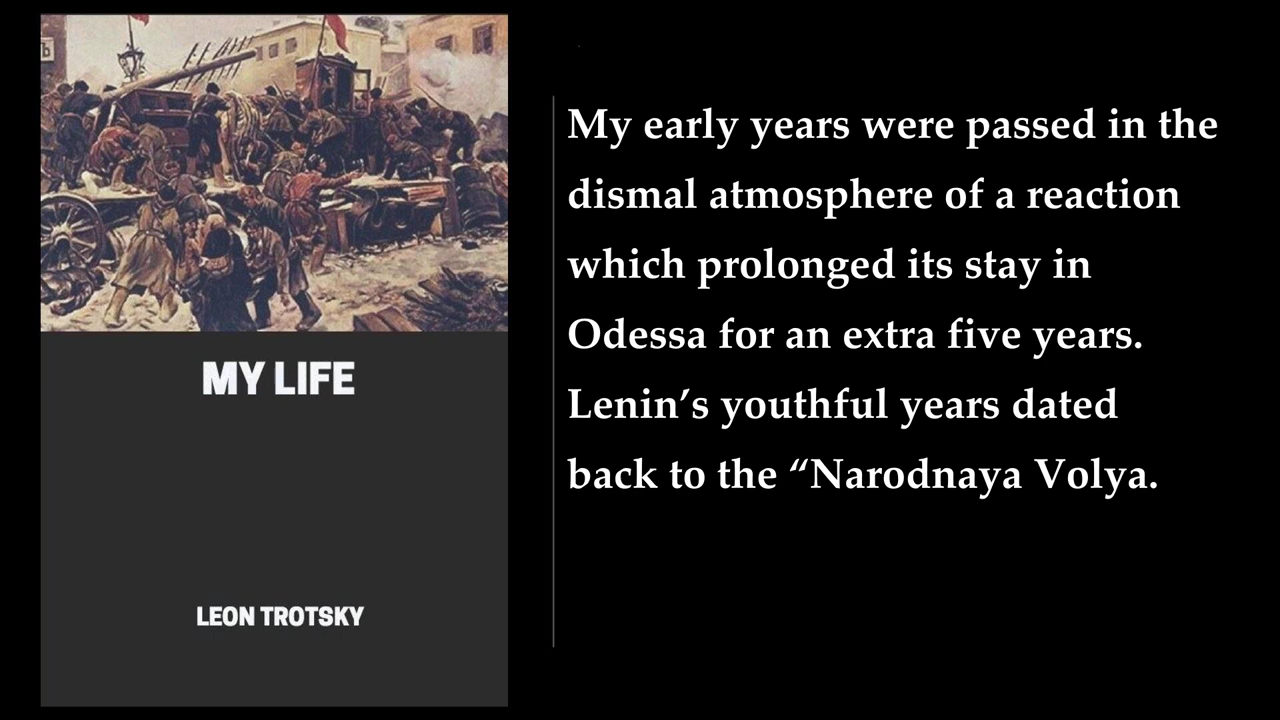 MY LIFE
LEON TROTSKY
My early years were passed in the
dismal atmosphere of a reaction
which prolonged its stay in
Odessa for an extra five years.
Lenin’s youthful years dated
back to the “Narodnaya Volya.